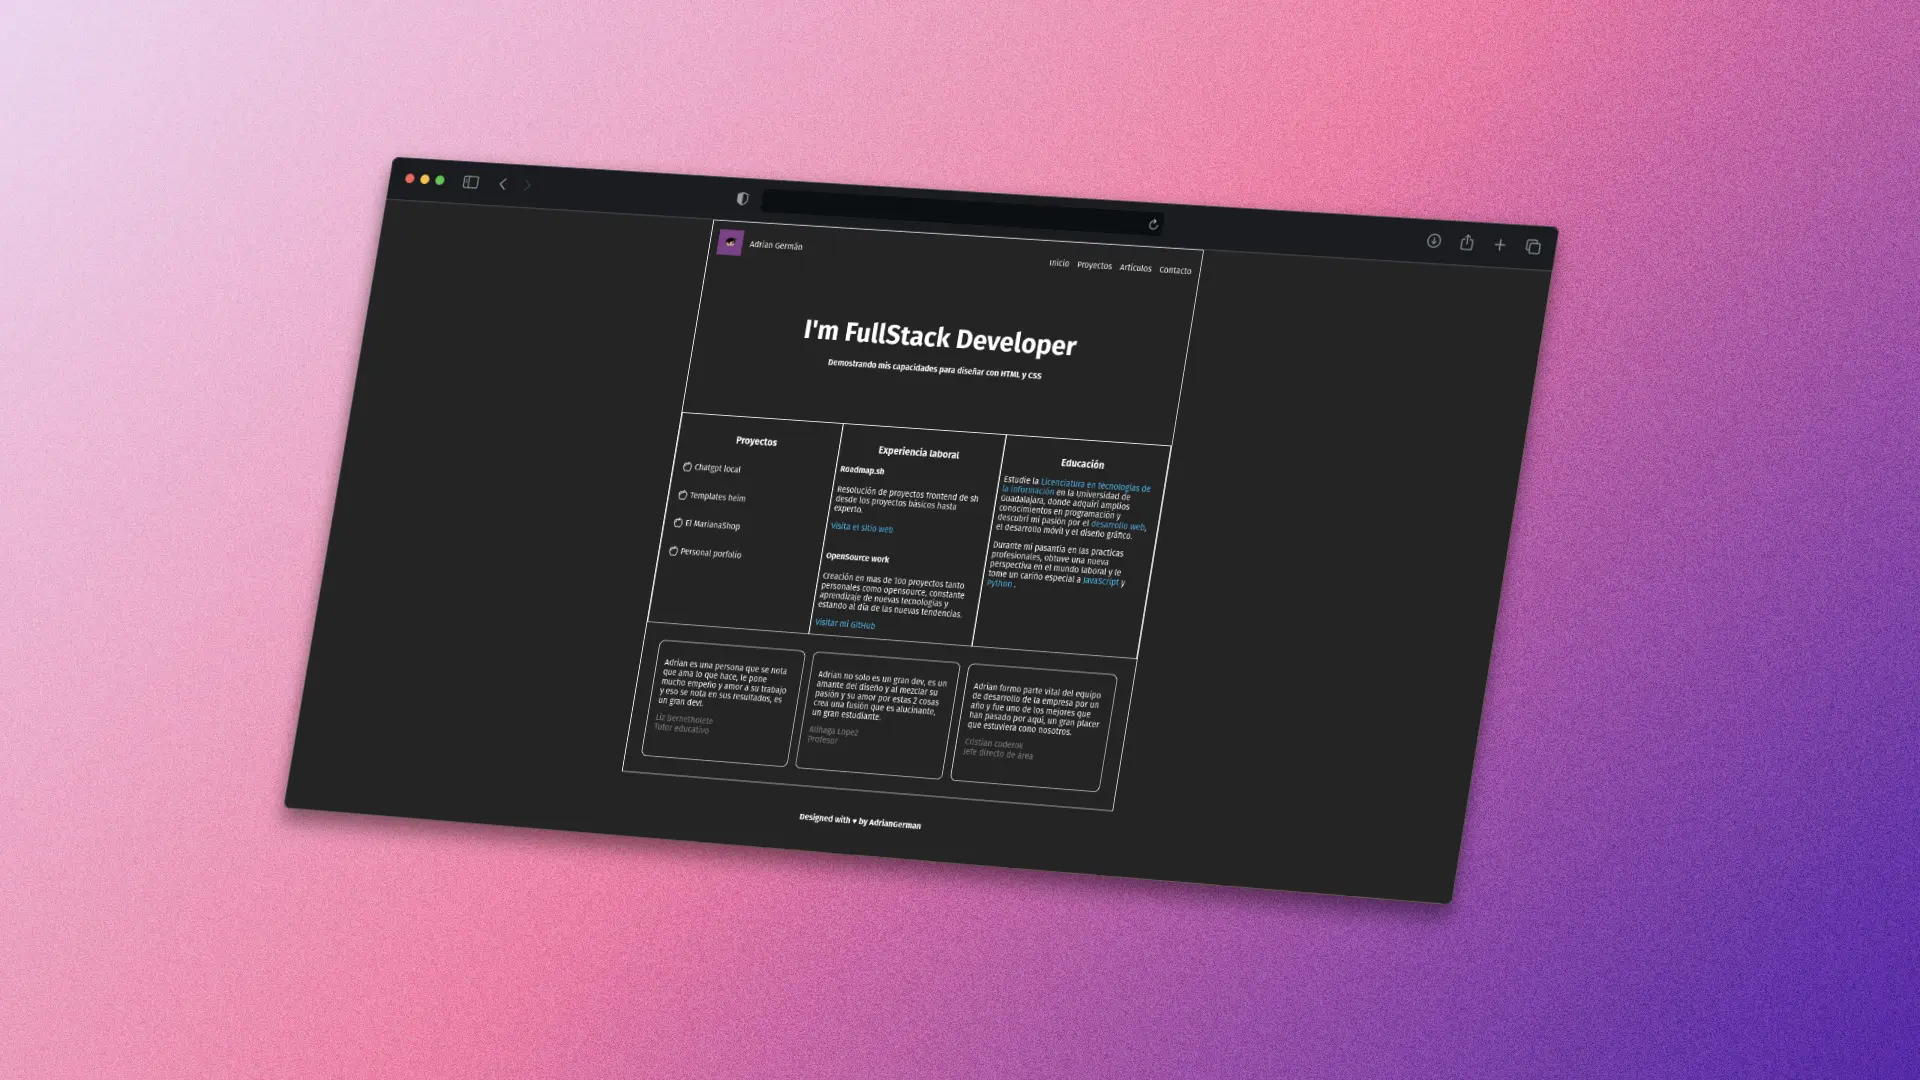 Adrian Germán
Inicio Proyectos Artículos Contacto
I'm FullStack Developer
Demostrando mis capacidades para diseñar con HTML y CSS
Proyectos
Chatgpt local
Templates heim
El MarianaShop
Personal porfolio
Experiencia laboral
Roadmap.sh
Resolución de proyectos frontend de sh
desde los proyectos básicos hasta
experto.
Visita el sitio web
OpenSource work
Creación en mas de 100 proyectos tanto
personales como opensource, constante
aprendizaje de nuevas tecnologías y
estando al día de las nuevas tendencias.
Visitar mi GitHub
Educación
Estudie la Licenciatura en tecnologías de
la información en la universidad de
Guadalajara, donde adquirí amplios
conocimientos en programación y
descubrí mi pasión por el desarrollo web,
el desarrollo móvil y el diseño gráfico.
Durante mi pasantía en las practicas
profesionales, obtuve una nueva
perspectiva en el mundo laboral y le
tome un cariño especial a JavaScript y
Python .
Adrian es una persona que se nota
que ama lo que hace, le pone
mucho empeño y amor a su trabajo
y eso se nota en sus resultados, es
un gran dev!.
Liz bernetholete
Tutor educativo
Adrian no solo es un gran dev, es un
amante del diseño y al mezclar su
pasión y su amor por estas 2 cosas
crea una fusión que es alucinante,
un gran estudiante.
Lopez
Profesor
Adrian formo parte vital del equipo
de desarrollo de la empresa por un
año y fue uno de los mejores que
han pasado por aquí, un gran placer
que estuviera cono nosotros.
Cristian coderok
Jefe directo de área
Designed with ♥ by AdrianGerman